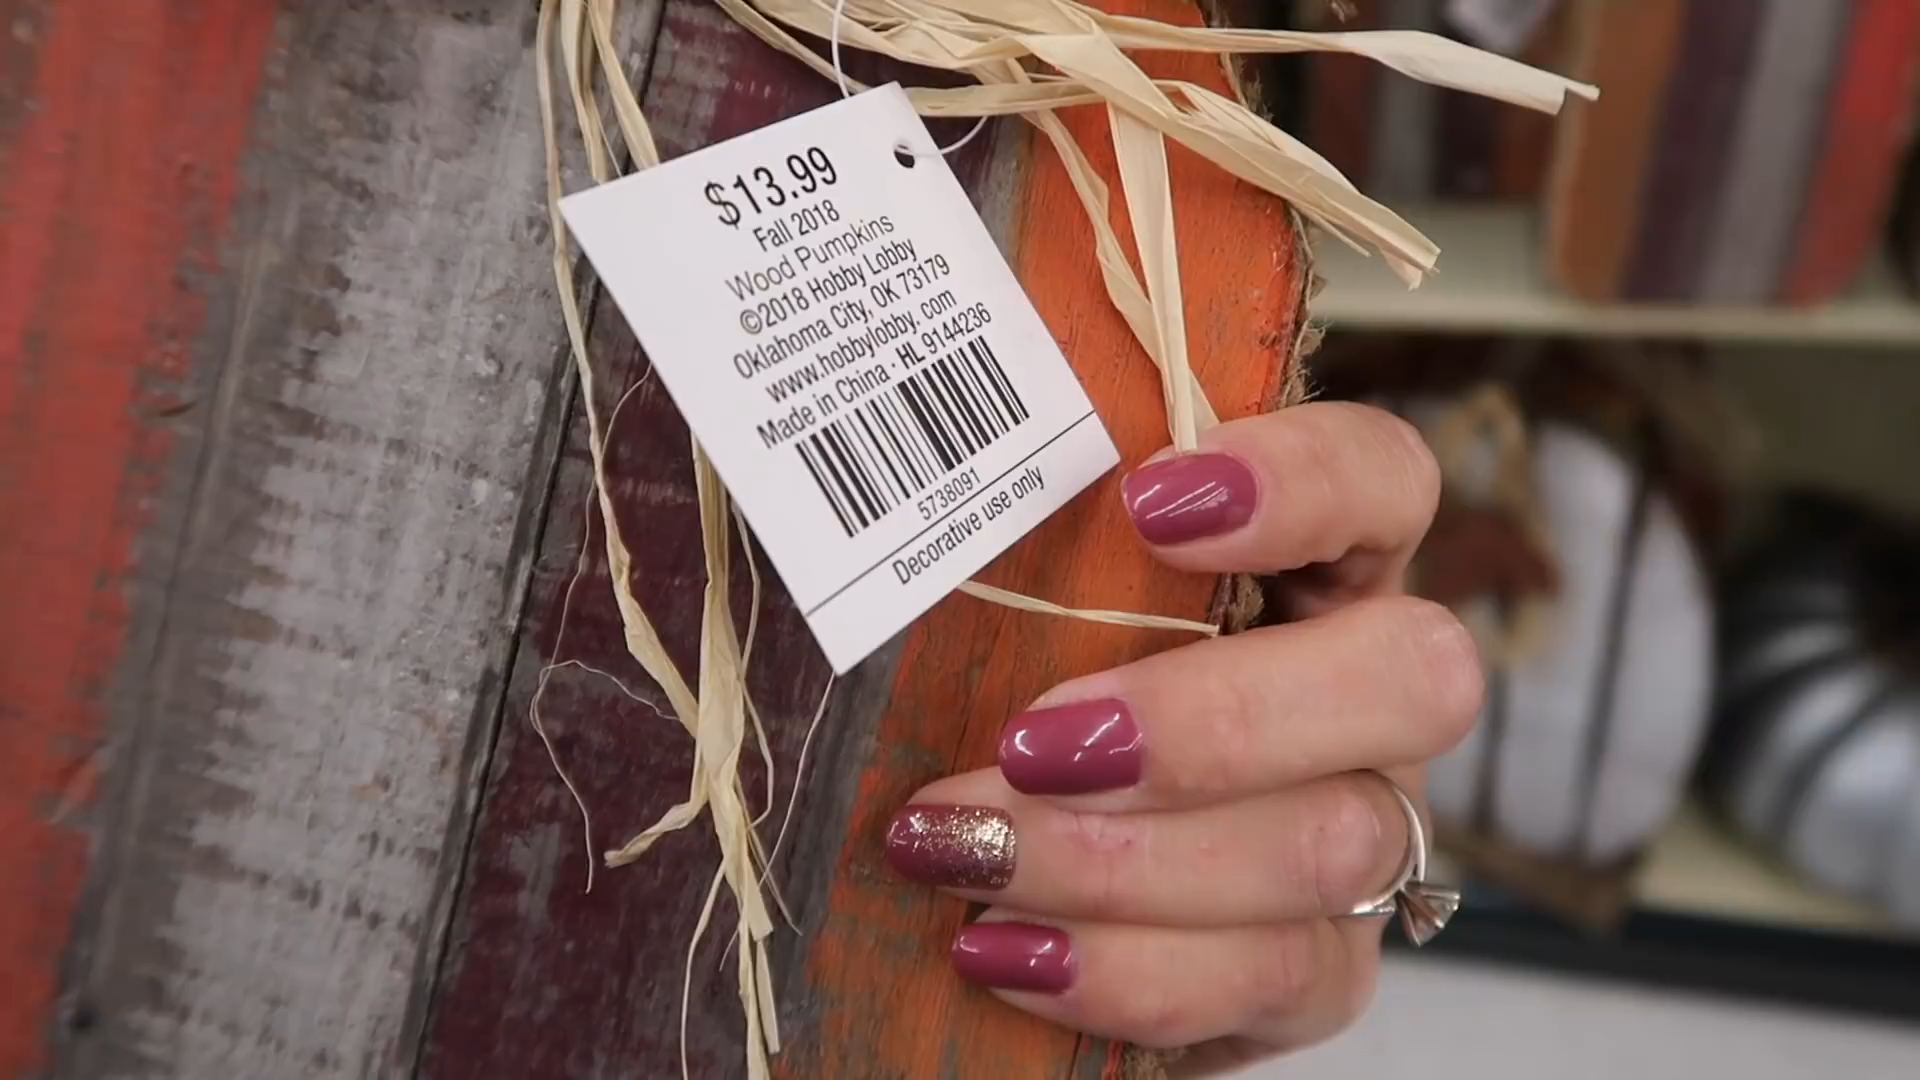 $13.99
Fall 2018
Wood Pumpkins
©2018 Hobby Lobby
Oklahoma City, OK 73179
www.hobbylobby. com
Made in China · HL 9144236
5738091
Decorative use only